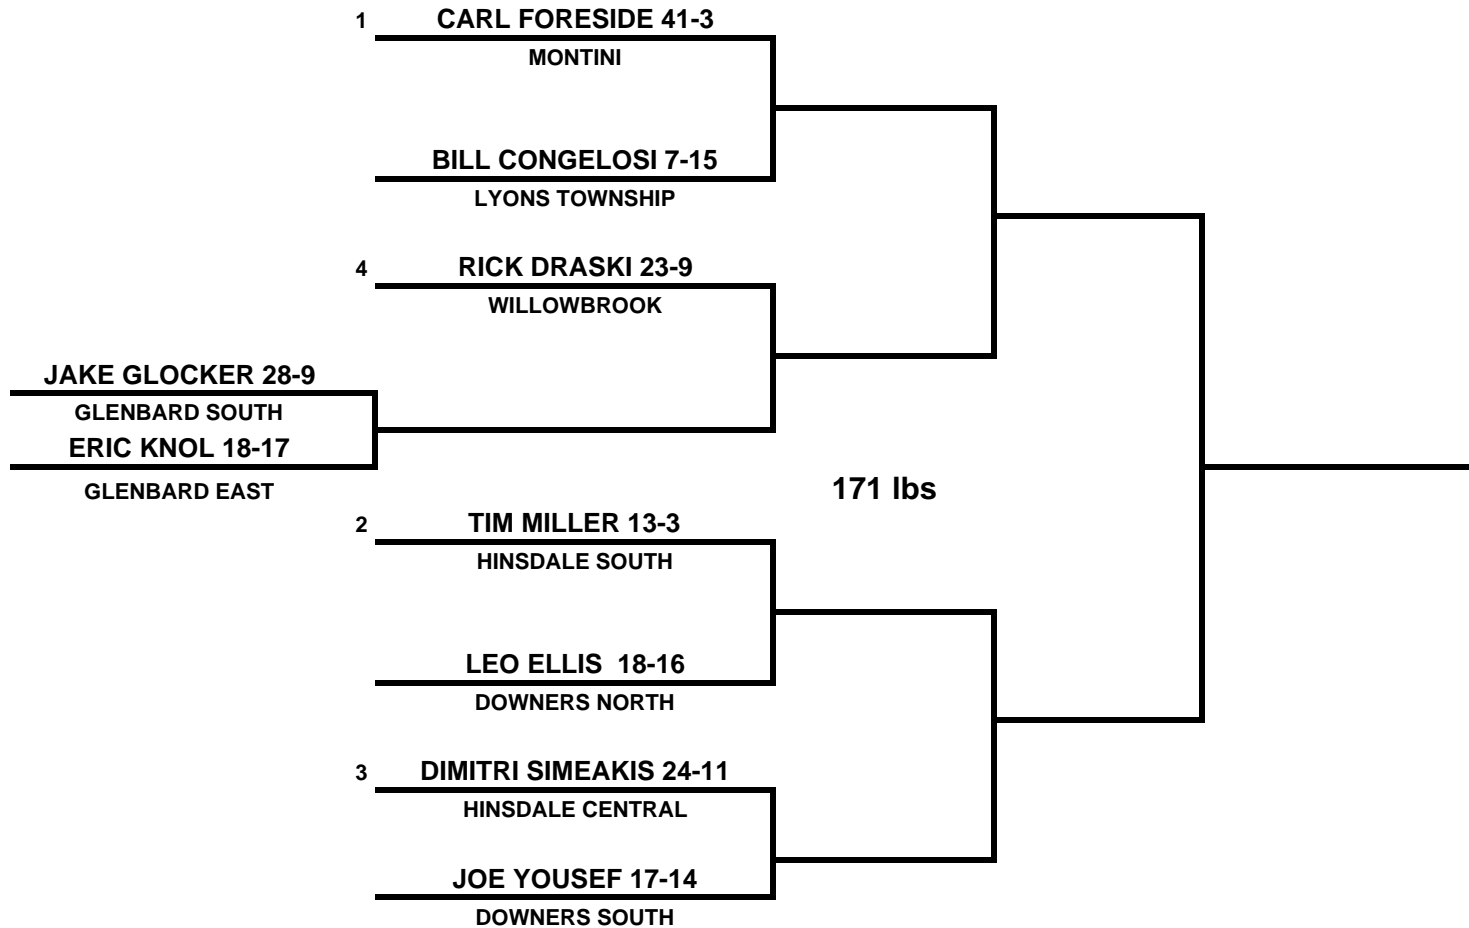 1 CARL FORESIDE 41-3
MONTINI
BILL CONGELOSI 7-15
LYONS TOWNSHIP
4 RICK DRASKI 23-9
WILLOWBROOK
JAKE GLOCKER 28-9
GLENBARD SOUTH
ERIC KNOL 18-17
GLENBARD EAST
171 lbs
2 TIM MILLER 13-3
HINSDALE SOUTH
LEO ELLIS  18-16
DOWNERS NORTH
3 DIMITRI SIMEAKIS 24-11
HINSDALE CENTRAL
JOE YOUSEF 17-14
DOWNERS SOUTH